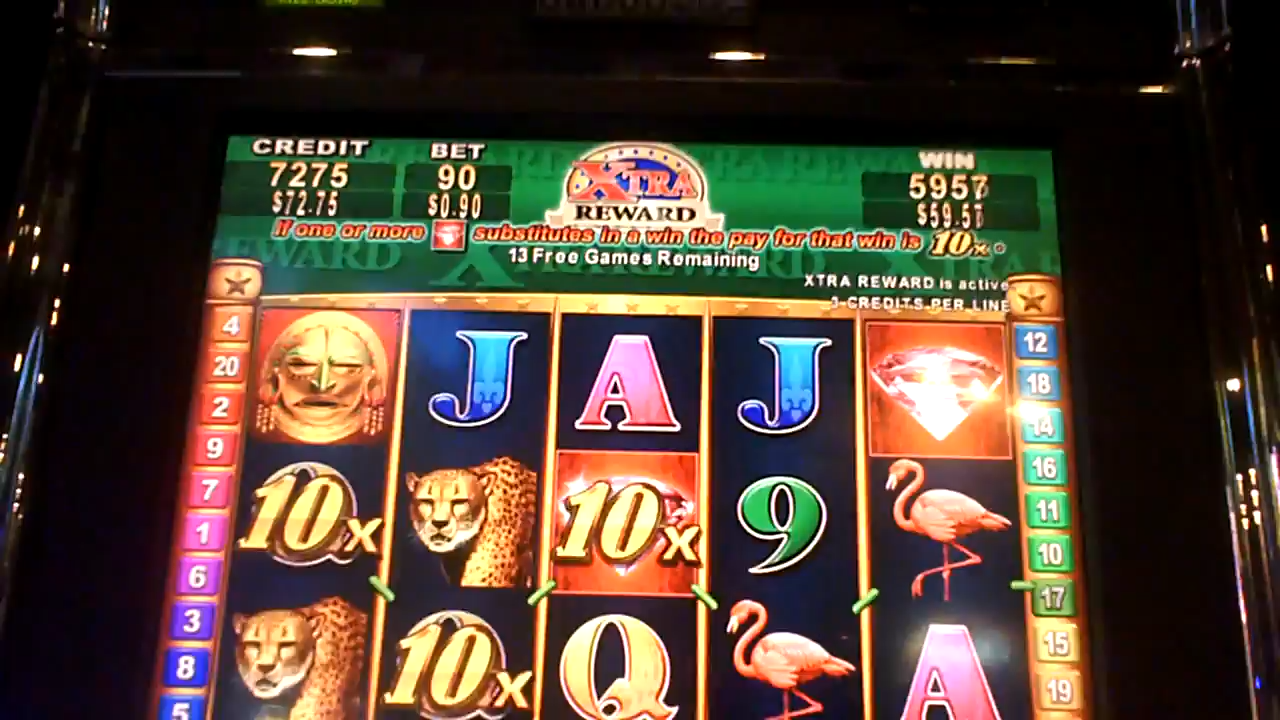 CREDIT BET WIN
7275 90 5957
$72.75 $0.90
XTRA
REWARD
If one or more substitutes in a win the pay for that win is 10x.
13 Free Games Remaining
XTRA REWARD is active
3 CREDITS PER LINE
4 J A J 12
20 18
2 14
9 16
7 10x 10x 9 11
1 10
6 17
3 15
8 10x Q A 19
5